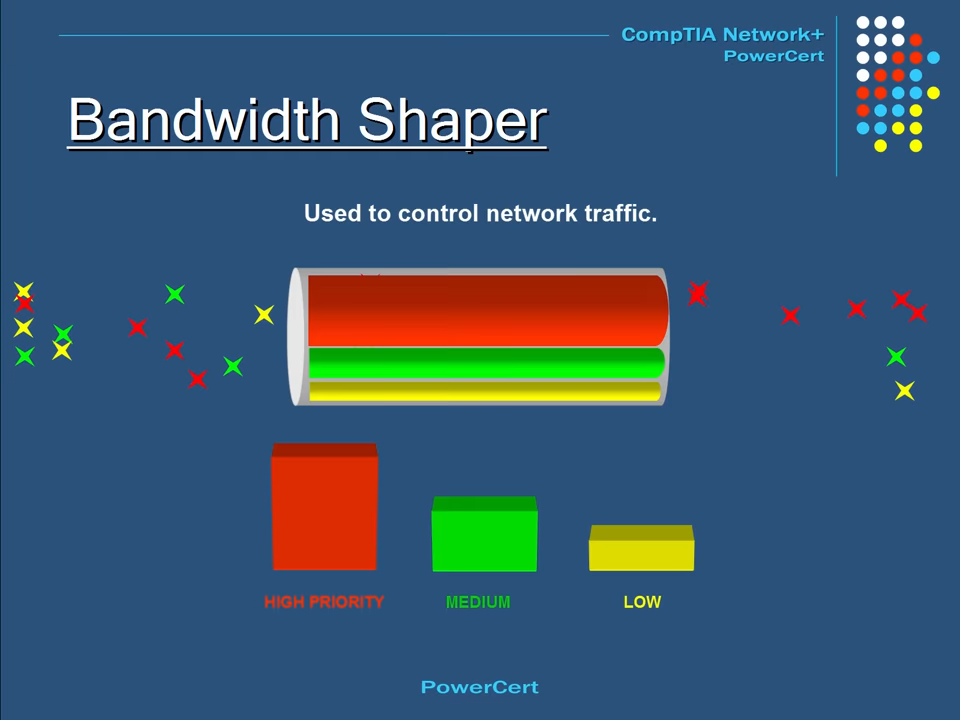 CompTIA Network+
PowerCert
Bandwidth Shaper
Used to control network traffic.
HIGH PRIORITY
MEDIUM
LOW
PowerCert